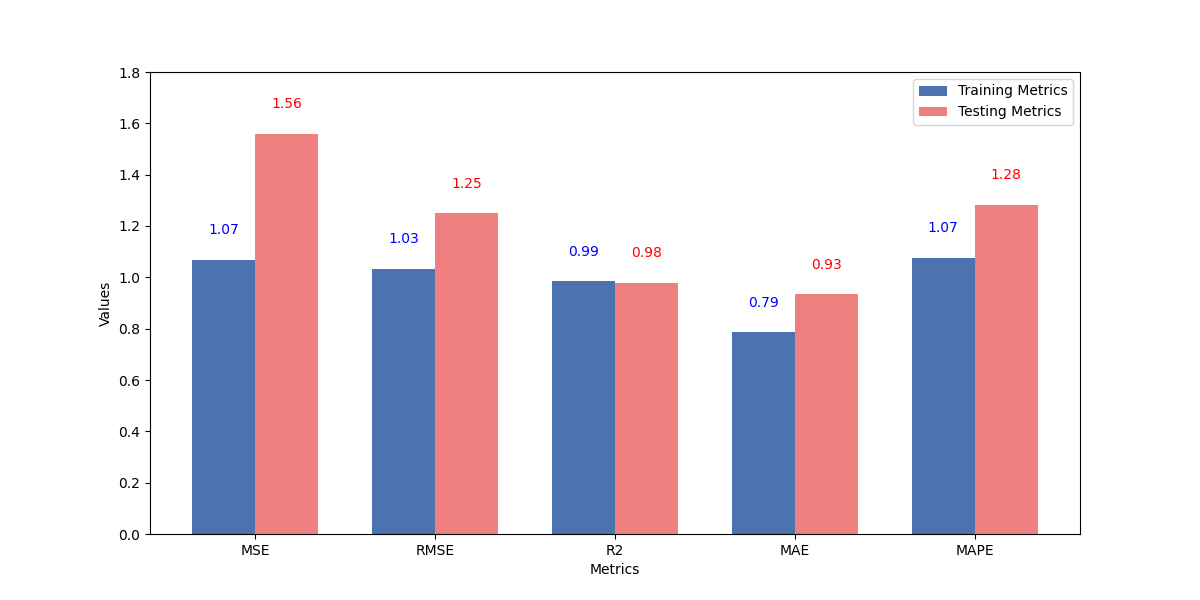 1.8
1.6
1.4
1.2
1.0
0.8
0.6
0.4
0.2
0.0
Values
1.07
1.56
1.03
1.25
0.99
0.98
0.79
0.93
1.07
1.28
Training Metrics
Testing Metrics
MSE
RMSE
R2
MAE
MAPE
Metrics